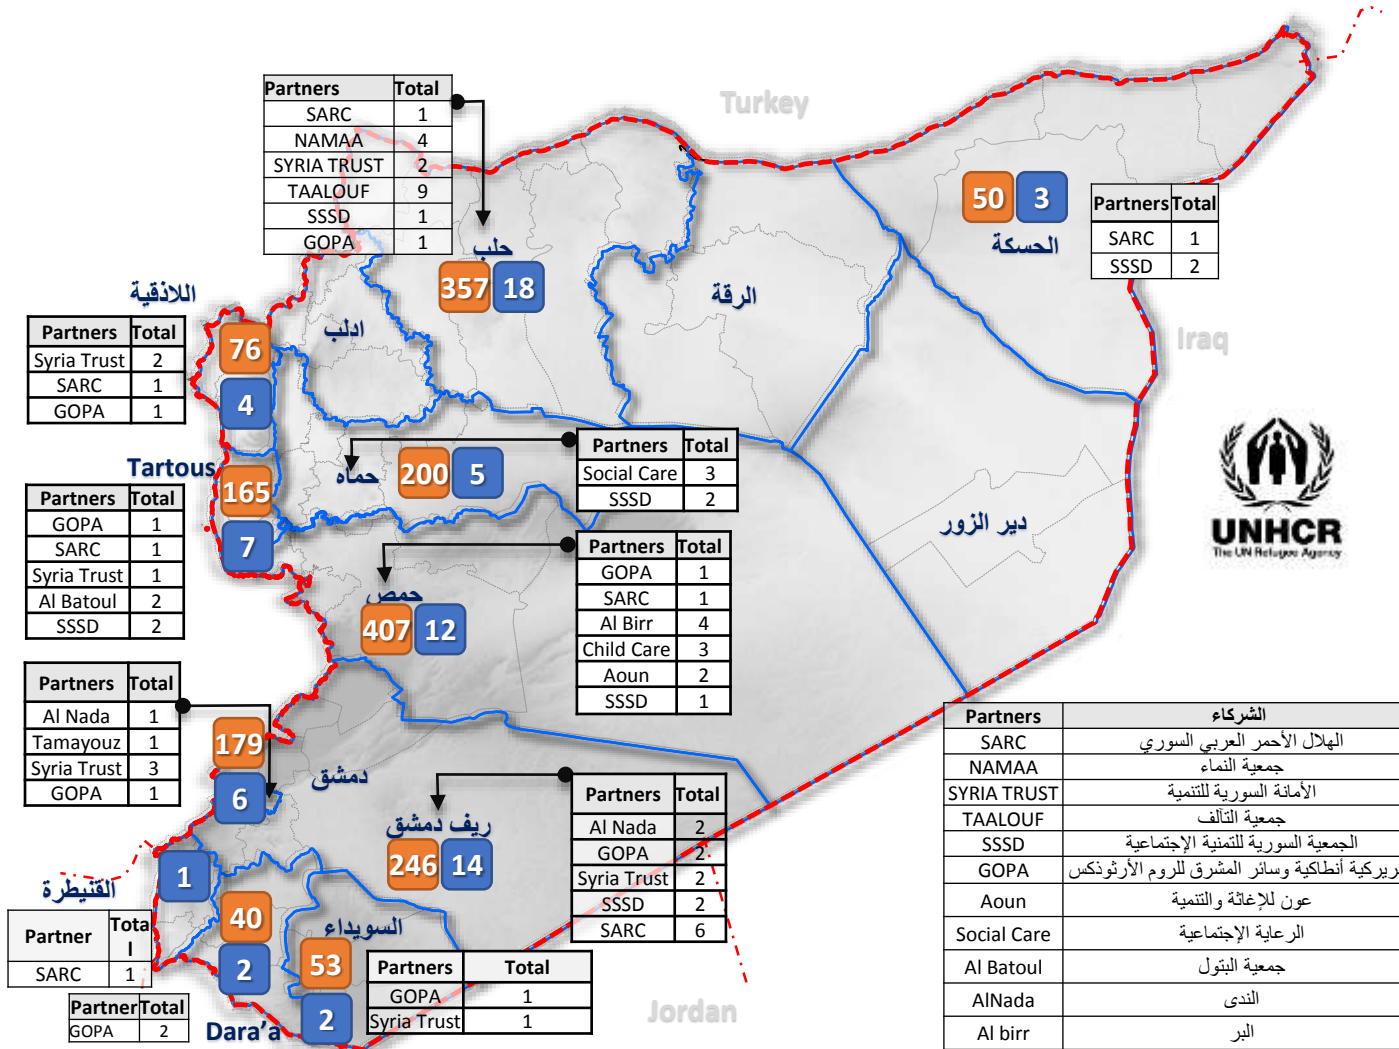 Turkey
Partners Total
SARC 1
NAMAA 4
SYRIA TRUST 2
TAALOUF 9
SSSD 1
GOPA 1
حلب
357 18
50 3
الحسكة
Partners Total
SARC 1
SSSD 2
الرقة
Iraq
اللاذقية
Partners Total
Syria Trust 2
SARC 1
GOPA 1
76
4
ادلب
Tartous
165
7
Partners Total
GOPA 1
SARC 1
Syria Trust 1
Al Batoul 2
SSSD 2
حماه
200 5
Partners Total
Social Care 3
SSSD 2
دير الزور
UNHCR
The UN Refugee Agency
حمص
407 12
Partners Total
GOPA 1
SARC 1
Al Birr 4
Child Care 3
Aoun 2
SSSD 1
Partners Total
Al Nada 1
Tamayouz 1
Syria Trust 3
GOPA 1
179
6
دمشق
ريف دمشق
246 14
Partners Total
Al Nada 2
GOPA 2
Syria Trust 2
SSSD 2
SARC 6
القنيطرة
1
Partner Total
SARC 1
40
2
Partner Total
GOPA 2
Dara’a
السويداء
53
2
Partners Total
GOPA 1
Syria Trust 1
Jordan
Partners الشركاء
SARC الهلال الأحمر العربي السوري
NAMAA جمعية النماء
SYRIA TRUST الأمانة السورية للتنمية
TAALOUF جمعية التآلف
SSSD الجمعية السورية للتمنية الإجتماعية
GOPA ريركية أنطاكية وسائر المشرق للروم الأرثوذكس
Aoun عون للإغاثة والتنمية
Social Care الرعاية الإجتماعية
Al Batoul جمعية البتول
AlNada الندى
Al birr البر